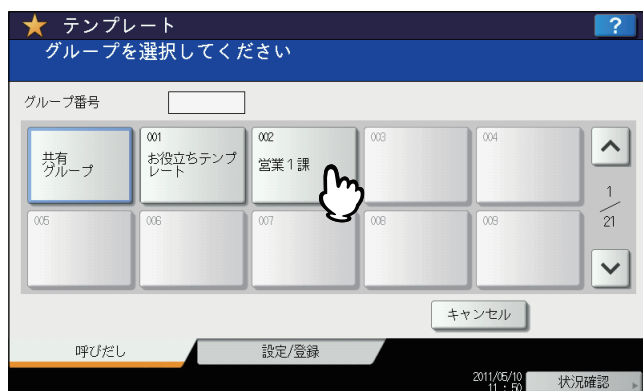 テンプレート
?
グループを選択してください
グループ番号
共有
グループ
001
お役立ちテンプ
レート
002
営業1課
003
004
1
21
005
006
007
008
009
キャンセル
呼びだし
設定/登録
2011/05/10
11:50
状況確認